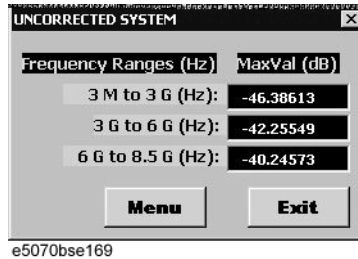 UNCORRECTED SYSTEM
Frequency Ranges (Hz) MaxVal (dB)
3 M to 3 G (Hz): -46.38613
3 G to 6 G (Hz): -42.25549
6 G to 8.5 G (Hz): -40.24573
Menu Exit
e5070bse169